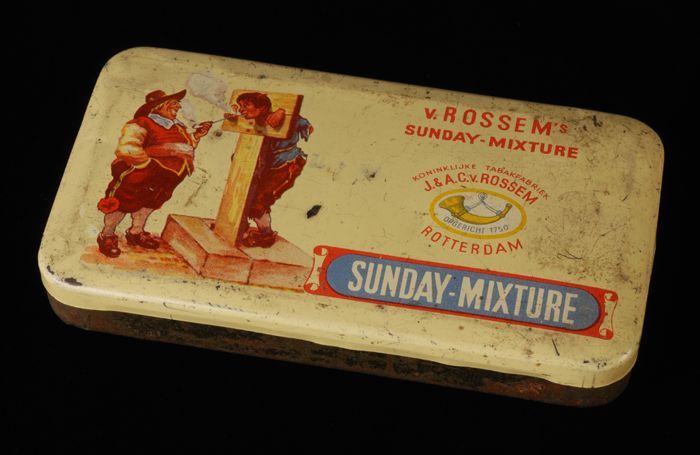 v. ROSSEM's
SUNDAY-MIXTURE
KONINKLIJKE TABAKFABRIEK
J.& A.C.v. ROSSEM
OPGERICHT 1750
ROTTERDAM
SUNDAY-MIXTURE